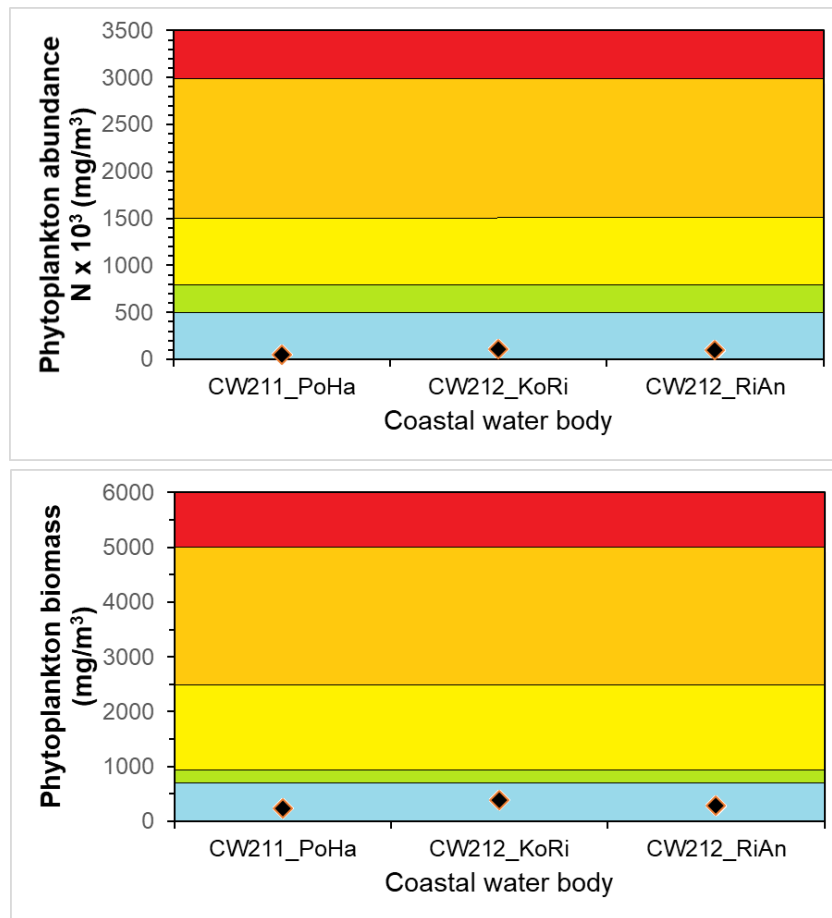 Phytoplankton abundance
N x 10³ (mg/m³)
3500
3000
2500
2000
1500
1000
500
0
CW211_PoHa CW212_KoRi CW212_RiAn
Coastal water body
Phytoplankton biomass
(mg/m³)
6000
5000
4000
3000
2000
1000
0
CW211_PoHa CW212_KoRi CW212_RiAn
Coastal water body